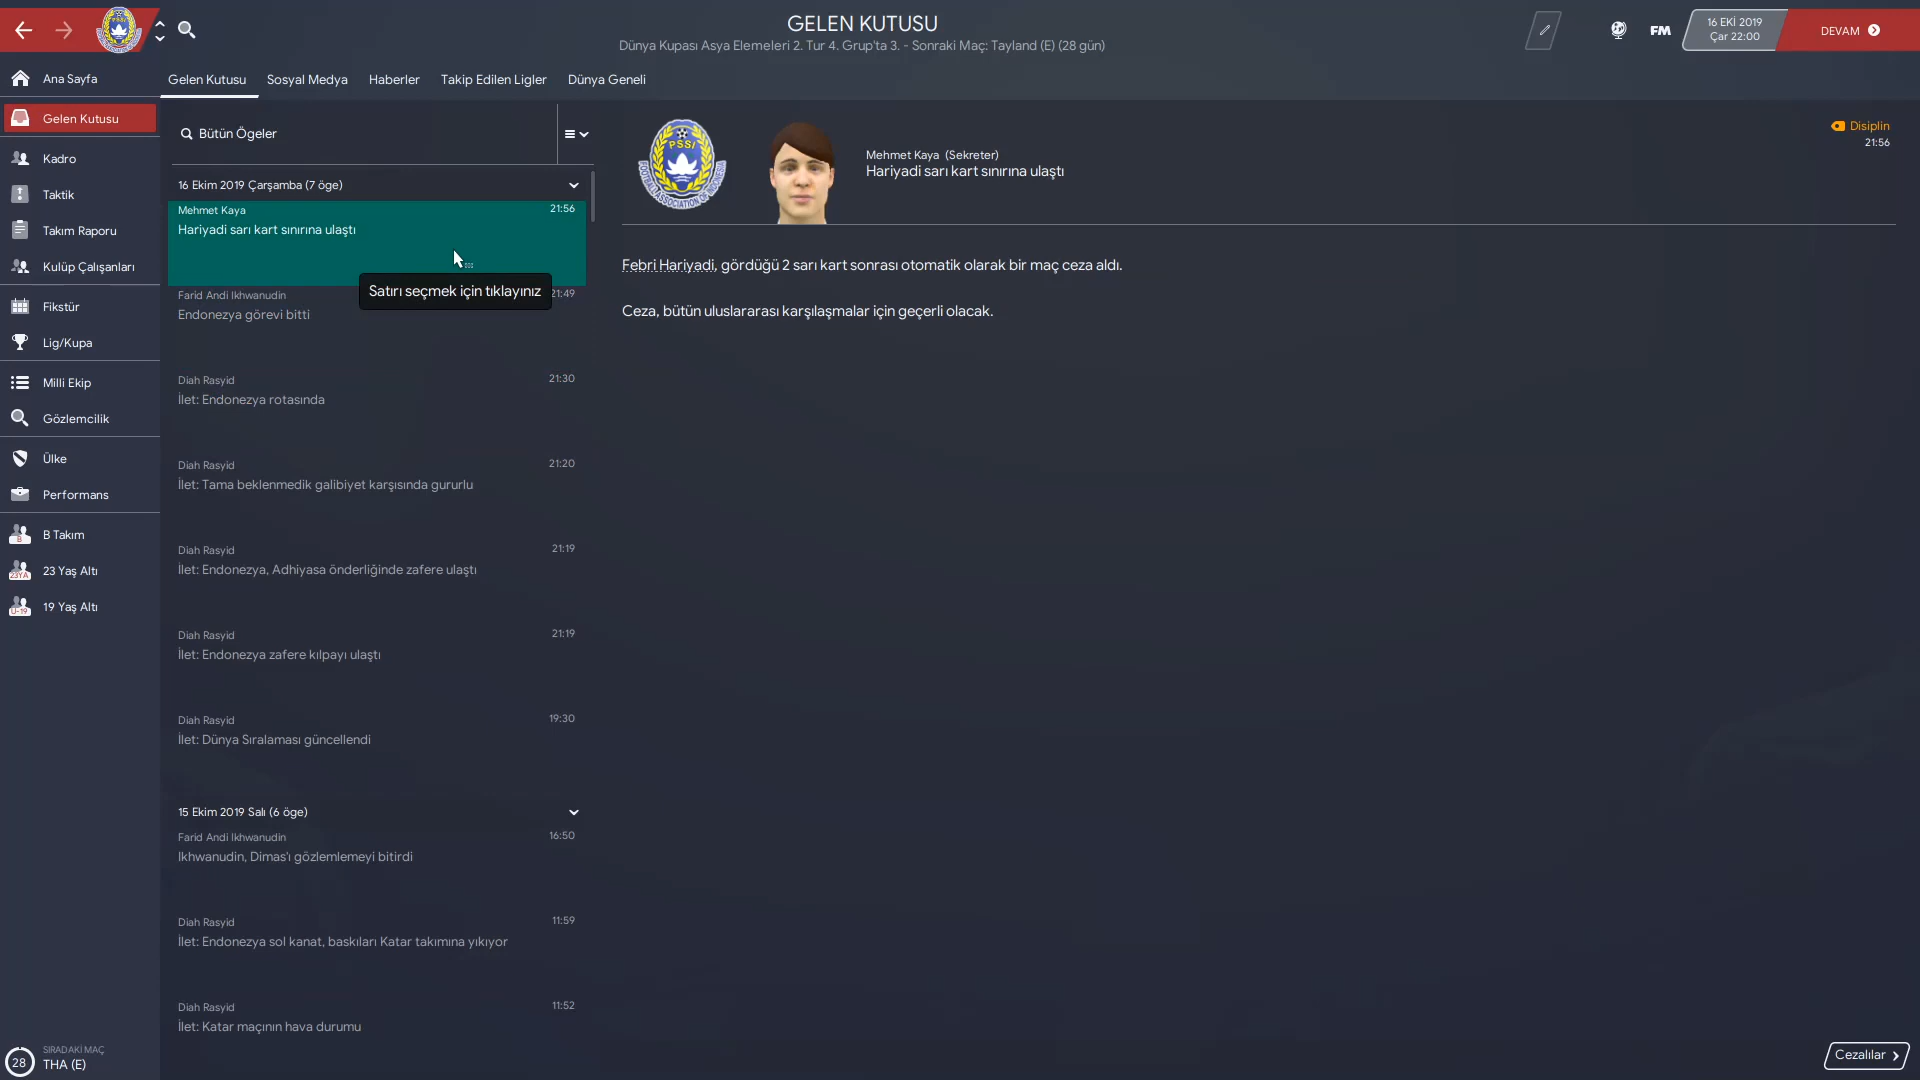 GELEN KUTUSU
Dünya Kupası Asya Elemeleri 2. Tur 4. Grup'ta 3. - Sonraki Maç: Tayland (E) (28 gün)
FM
16 EKİ 2019
Çar 22:00
DEVAM
Ana Sayfa
Gelen Kutusu
Kadro
Taktik
Takım Raporu
Kulüp Çalışanları
Fikstür
Lig/Kupa
Milli Ekip
Gözlemcilik
Ülke
Performans
B
B Takım
23YA
23 Yaş Altı
U-19
19 Yaş Altı
28
SIRADAKİ MAÇ
THA (E)
Gelen Kutusu
Sosyal Medya
Haberler
Takip Edilen Ligler
Dünya Geneli
Bütün Ögeler
16 Ekim 2019 Çarşamba (7 öge)
Mehmet Kaya 21:56
Hariyadi sarı kart sınırına ulaştı
Satırı seçmek için tıklayınız
Farid Andi Ikhwanudin 21:49
Endonezya görevi bitti
Diah Rasyid 21:30
İlet: Endonezya rotasında
Diah Rasyid 21:20
İlet: Tama beklenmedik galibiyet karşısında gururlu
Diah Rasyid 21:19
İlet: Endonezya, Adhiyasa önderliğinde zafere ulaştı
Diah Rasyid 21:19
İlet: Endonezya zafere kılpayı ulaştı
Diah Rasyid 19:30
İlet: Dünya Sıralaması güncellendi
15 Ekim 2019 Salı (6 öge)
Farid Andi Ikhwanudin 16:50
Ikhwanudin, Dimas'ı gözlemlemeyi bitirdi
Diah Rasyid 11:59
İlet: Endonezya sol kanat, baskıları Katar takımına yıkıyor
Diah Rasyid 11:52
İlet: Katar maçının hava durumu
PSSI
FOOTBALL ASSOCIATION OF INDONESIA
Mehmet Kaya (Sekreter)
Hariyadi sarı kart sınırına ulaştı
Disiplin
21:56
Febri Hariyadi, gördüğü 2 sarı kart sonrası otomatik olarak bir maç ceza aldı.
Ceza, bütün uluslararası karşılaşmalar için geçerli olacak.
Cezalılar